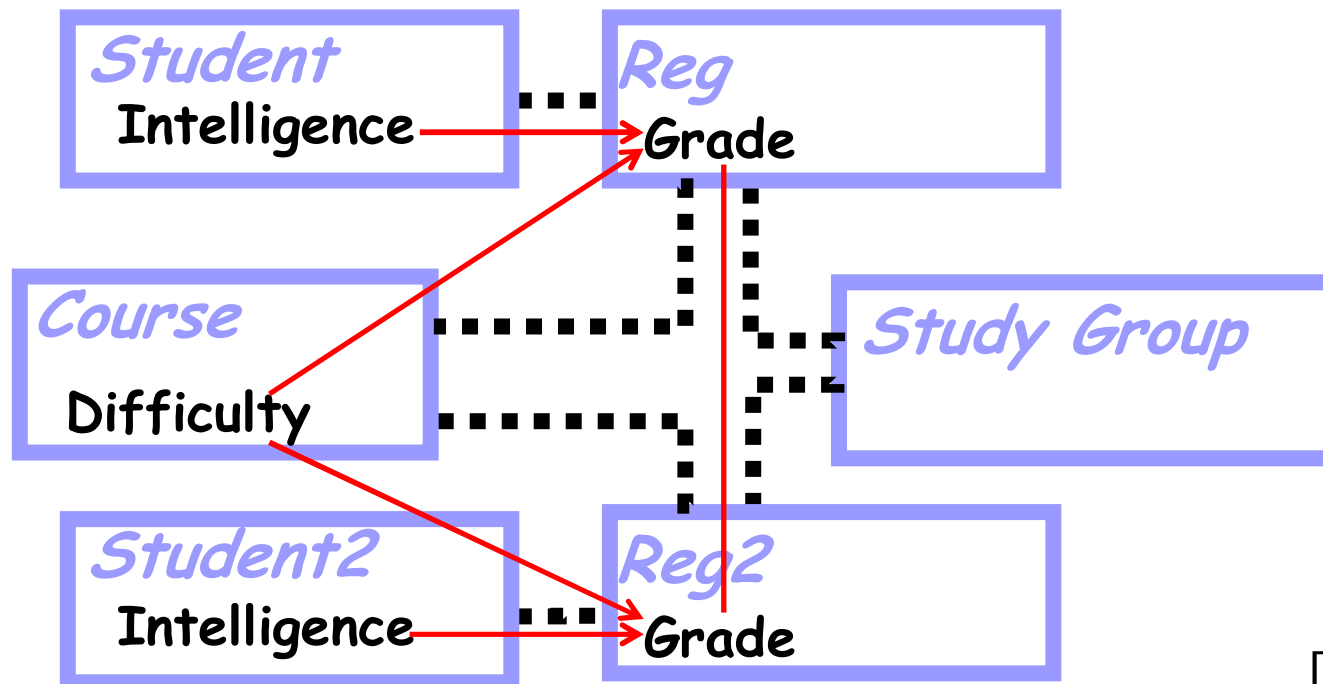 Student
Intelligence
Reg
Grade
Course
Difficulty
Study Group
Student2
Intelligence
Reg2
Grade
[